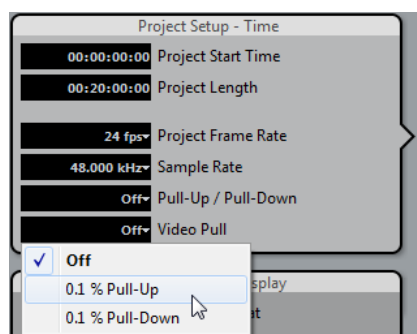 Project Setup - Time
00:00:00:00 Project Start Time
00:20:00:00 Project Length
24 fps Project Frame Rate
48.000 kHz Sample Rate
Off Pull-Up / Pull-Down
Off Video Pull
Off
0.1 % Pull-Up
0.1 % Pull-Down